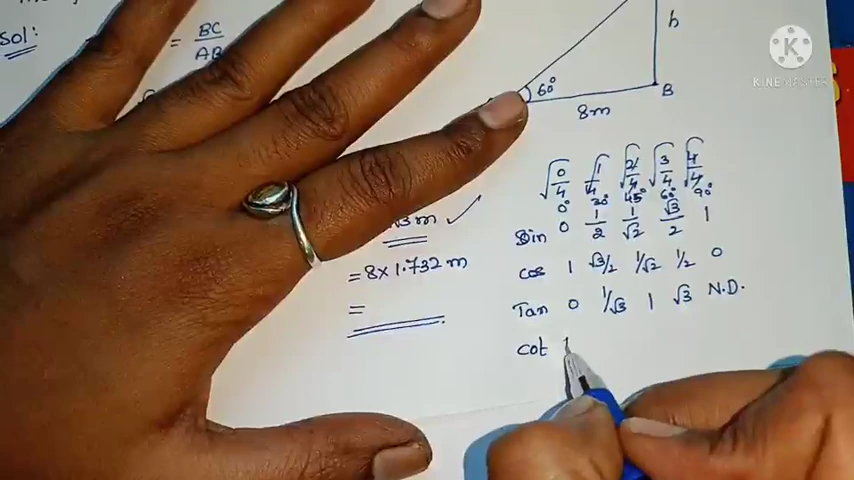 Sol:
= BC
AB
60°
h
B
8m
K
KINEMASTER
√3 m ✓
= 8 × 1.732 m
=
√0/4 √1/4 √2/4 √3/4 √4/4
0° 30° 45° 60° 90°
Sin 0 1/2 1/√2 √3/2 1
cos 1 √3/2 1/√2 1/2 0
Tan 0 1/√3 1 √3 N.D.
cot